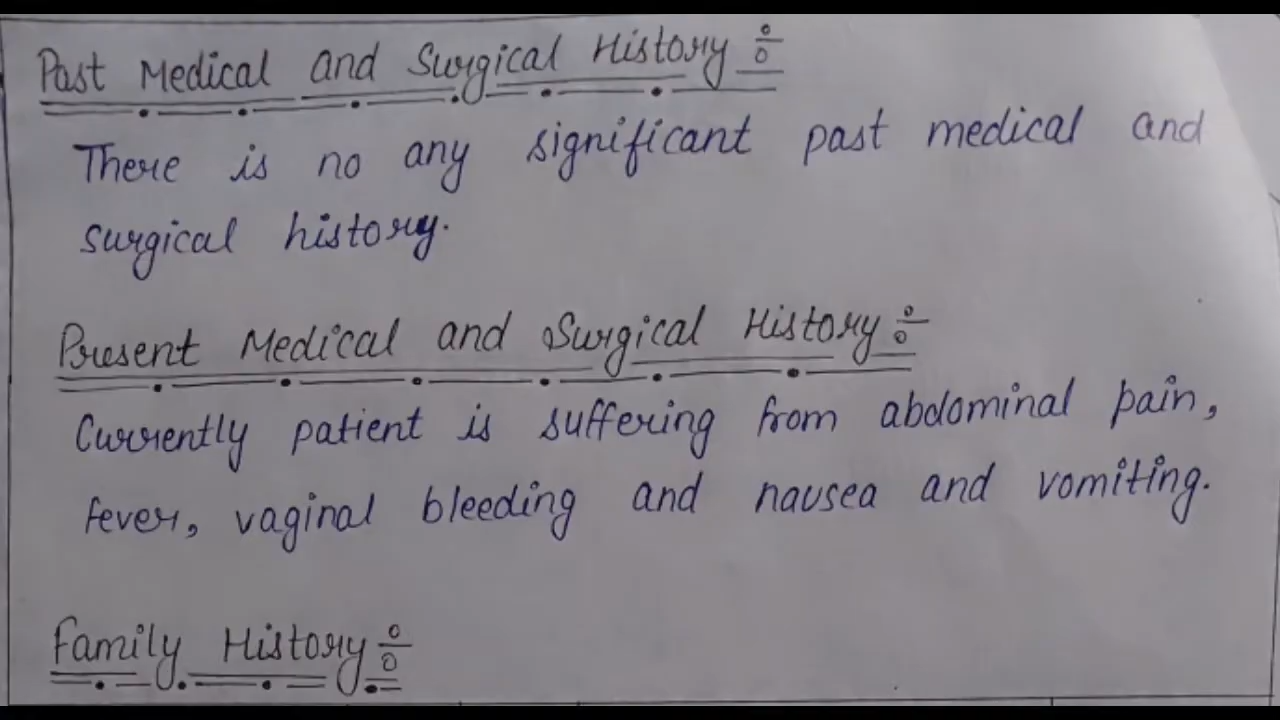 Past Medical and Surgical History ÷
There is no any significant past medical and
surgical history.
Present Medical and Surgical History ÷
Currently patient is suffering from abdominal pain,
fever, vaginal bleeding and nausea and vomiting.
Family History ÷